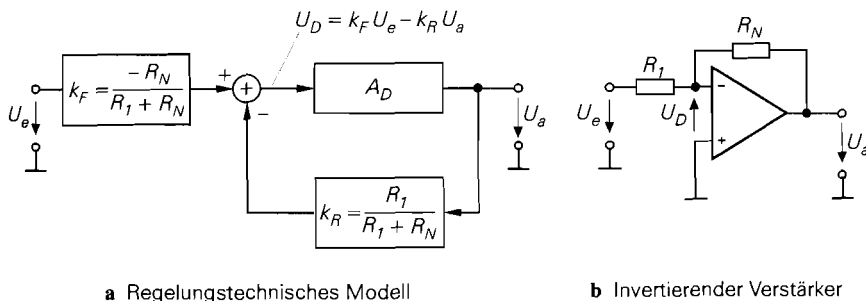 U_D = k_F U_e − k_R U_a
k_F = −R_N / (R_1 + R_N)
+
+
−
A_D
U_e
U_a
k_R = R_1 / (R_1 + R_N)
R_N
R_1
−
+
U_e
U_D
U_a
a Regelungstechnisches Modell
b Invertierender Verstärker